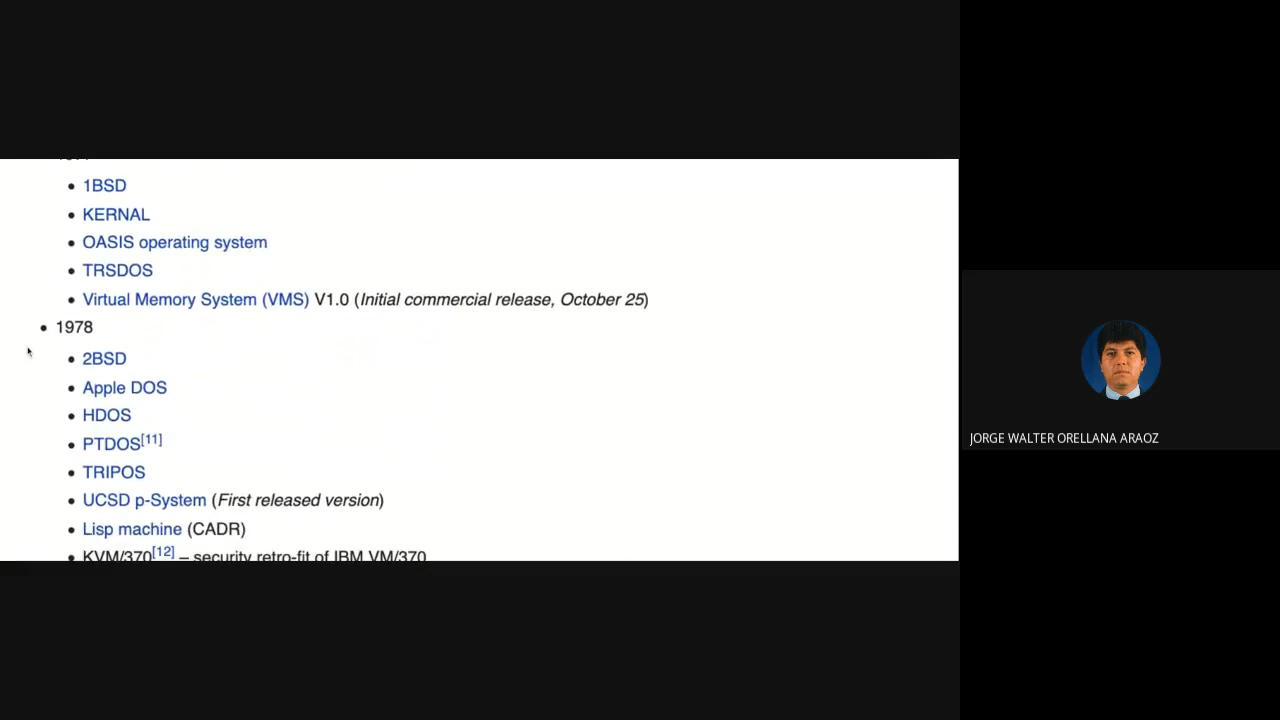 1BSD
KERNAL
OASIS operating system
TRSDOS
Virtual Memory System (VMS) V1.0 (Initial commercial release, October 25)
1978
2BSD
Apple DOS
HDOS
PTDOS[11]
TRIPOS
UCSD p-System (First released version)
Lisp machine (CADR)
KVM/370[12] – security retro-fit of IBM VM/370
JORGE WALTER ORELLANA ARAOZ